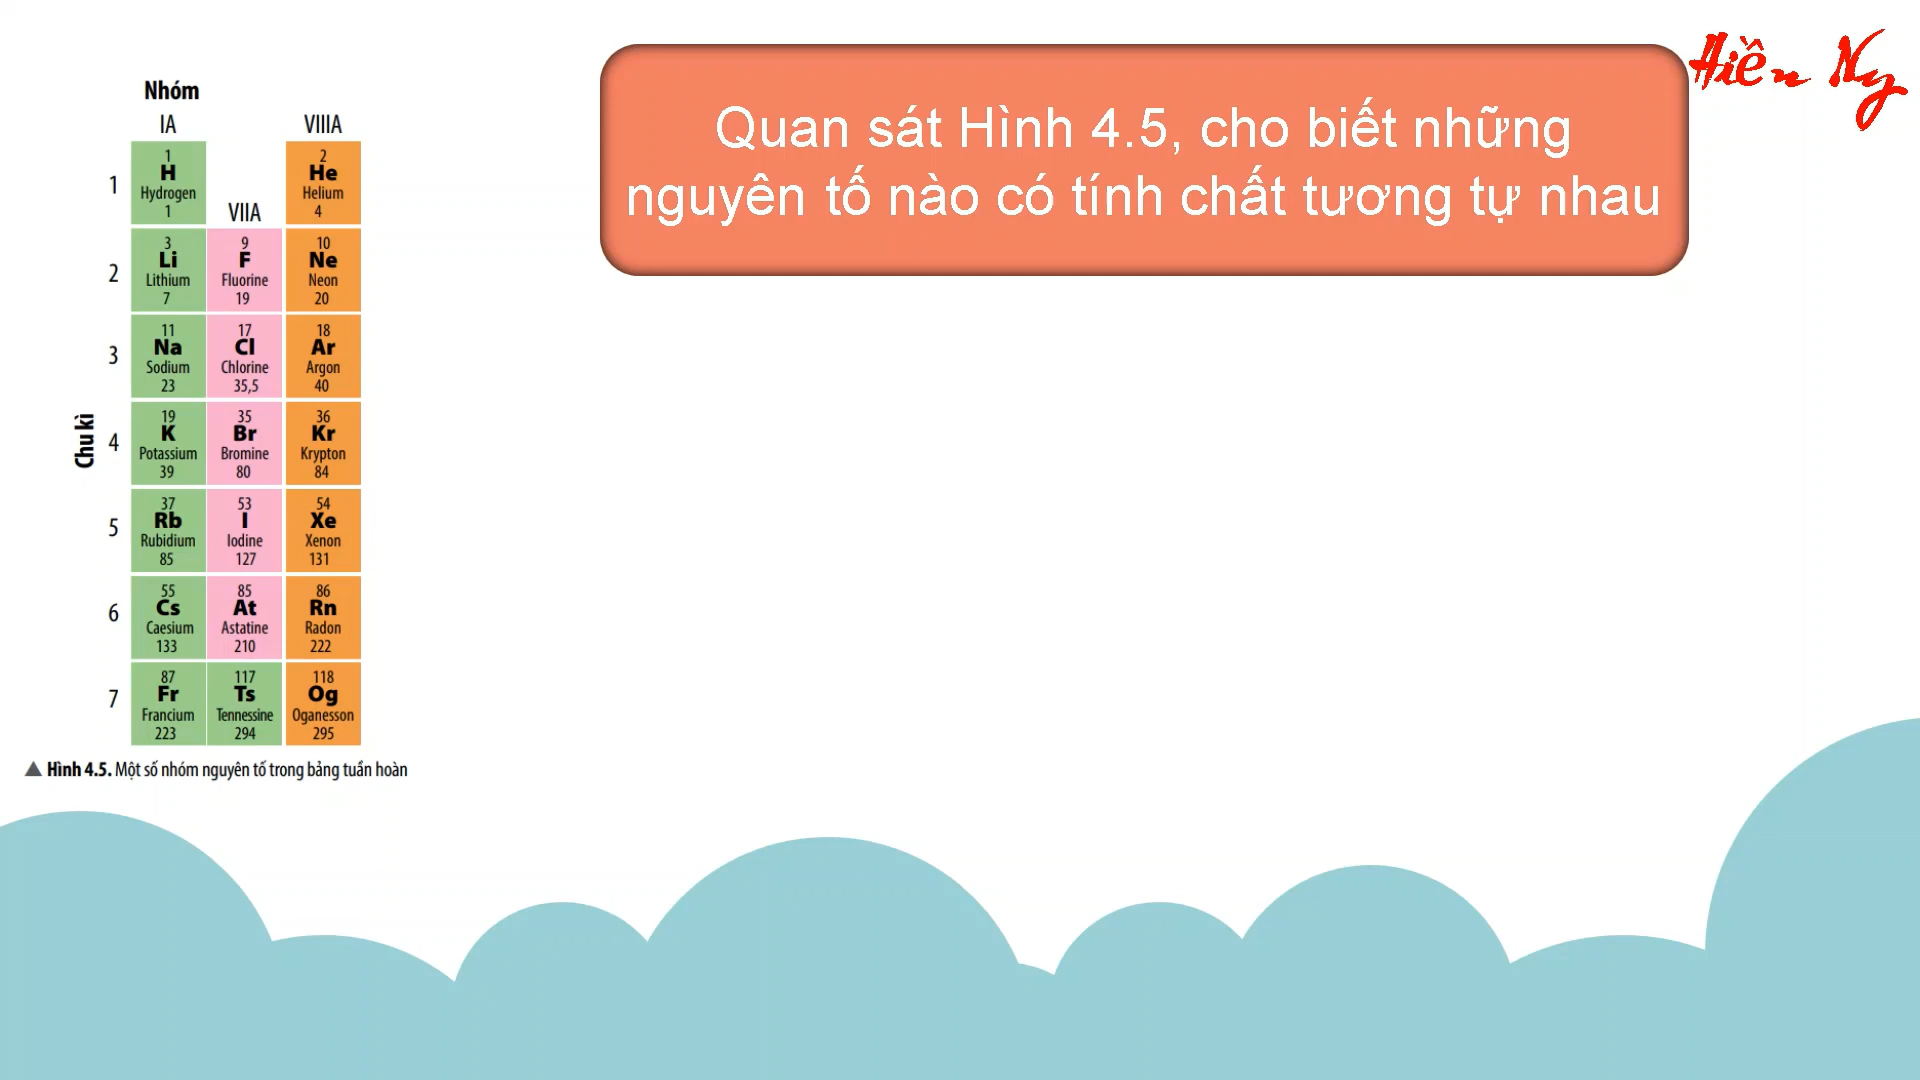 Hiền Ny
Quan sát Hình 4.5, cho biết những
nguyên tố nào có tính chất tương tự nhau
Nhóm
IA
VIIA
VIIIA
Chu kì
1
1
H
Hydrogen
1
2
He
Helium
4
2
3
Li
Lithium
7
9
F
Fluorine
19
10
Ne
Neon
20
3
11
Na
Sodium
23
17
Cl
Chlorine
35,5
18
Ar
Argon
40
4
19
K
Potassium
39
35
Br
Bromine
80
36
Kr
Krypton
84
5
37
Rb
Rubidium
85
53
I
Iodine
127
54
Xe
Xenon
131
6
55
Cs
Caesium
133
85
At
Astatine
210
86
Rn
Radon
222
7
87
Fr
Francium
223
117
Ts
Tennessine
294
118
Og
Oganesson
295
▲ Hình 4.5. Một số nhóm nguyên tố trong bảng tuần hoàn